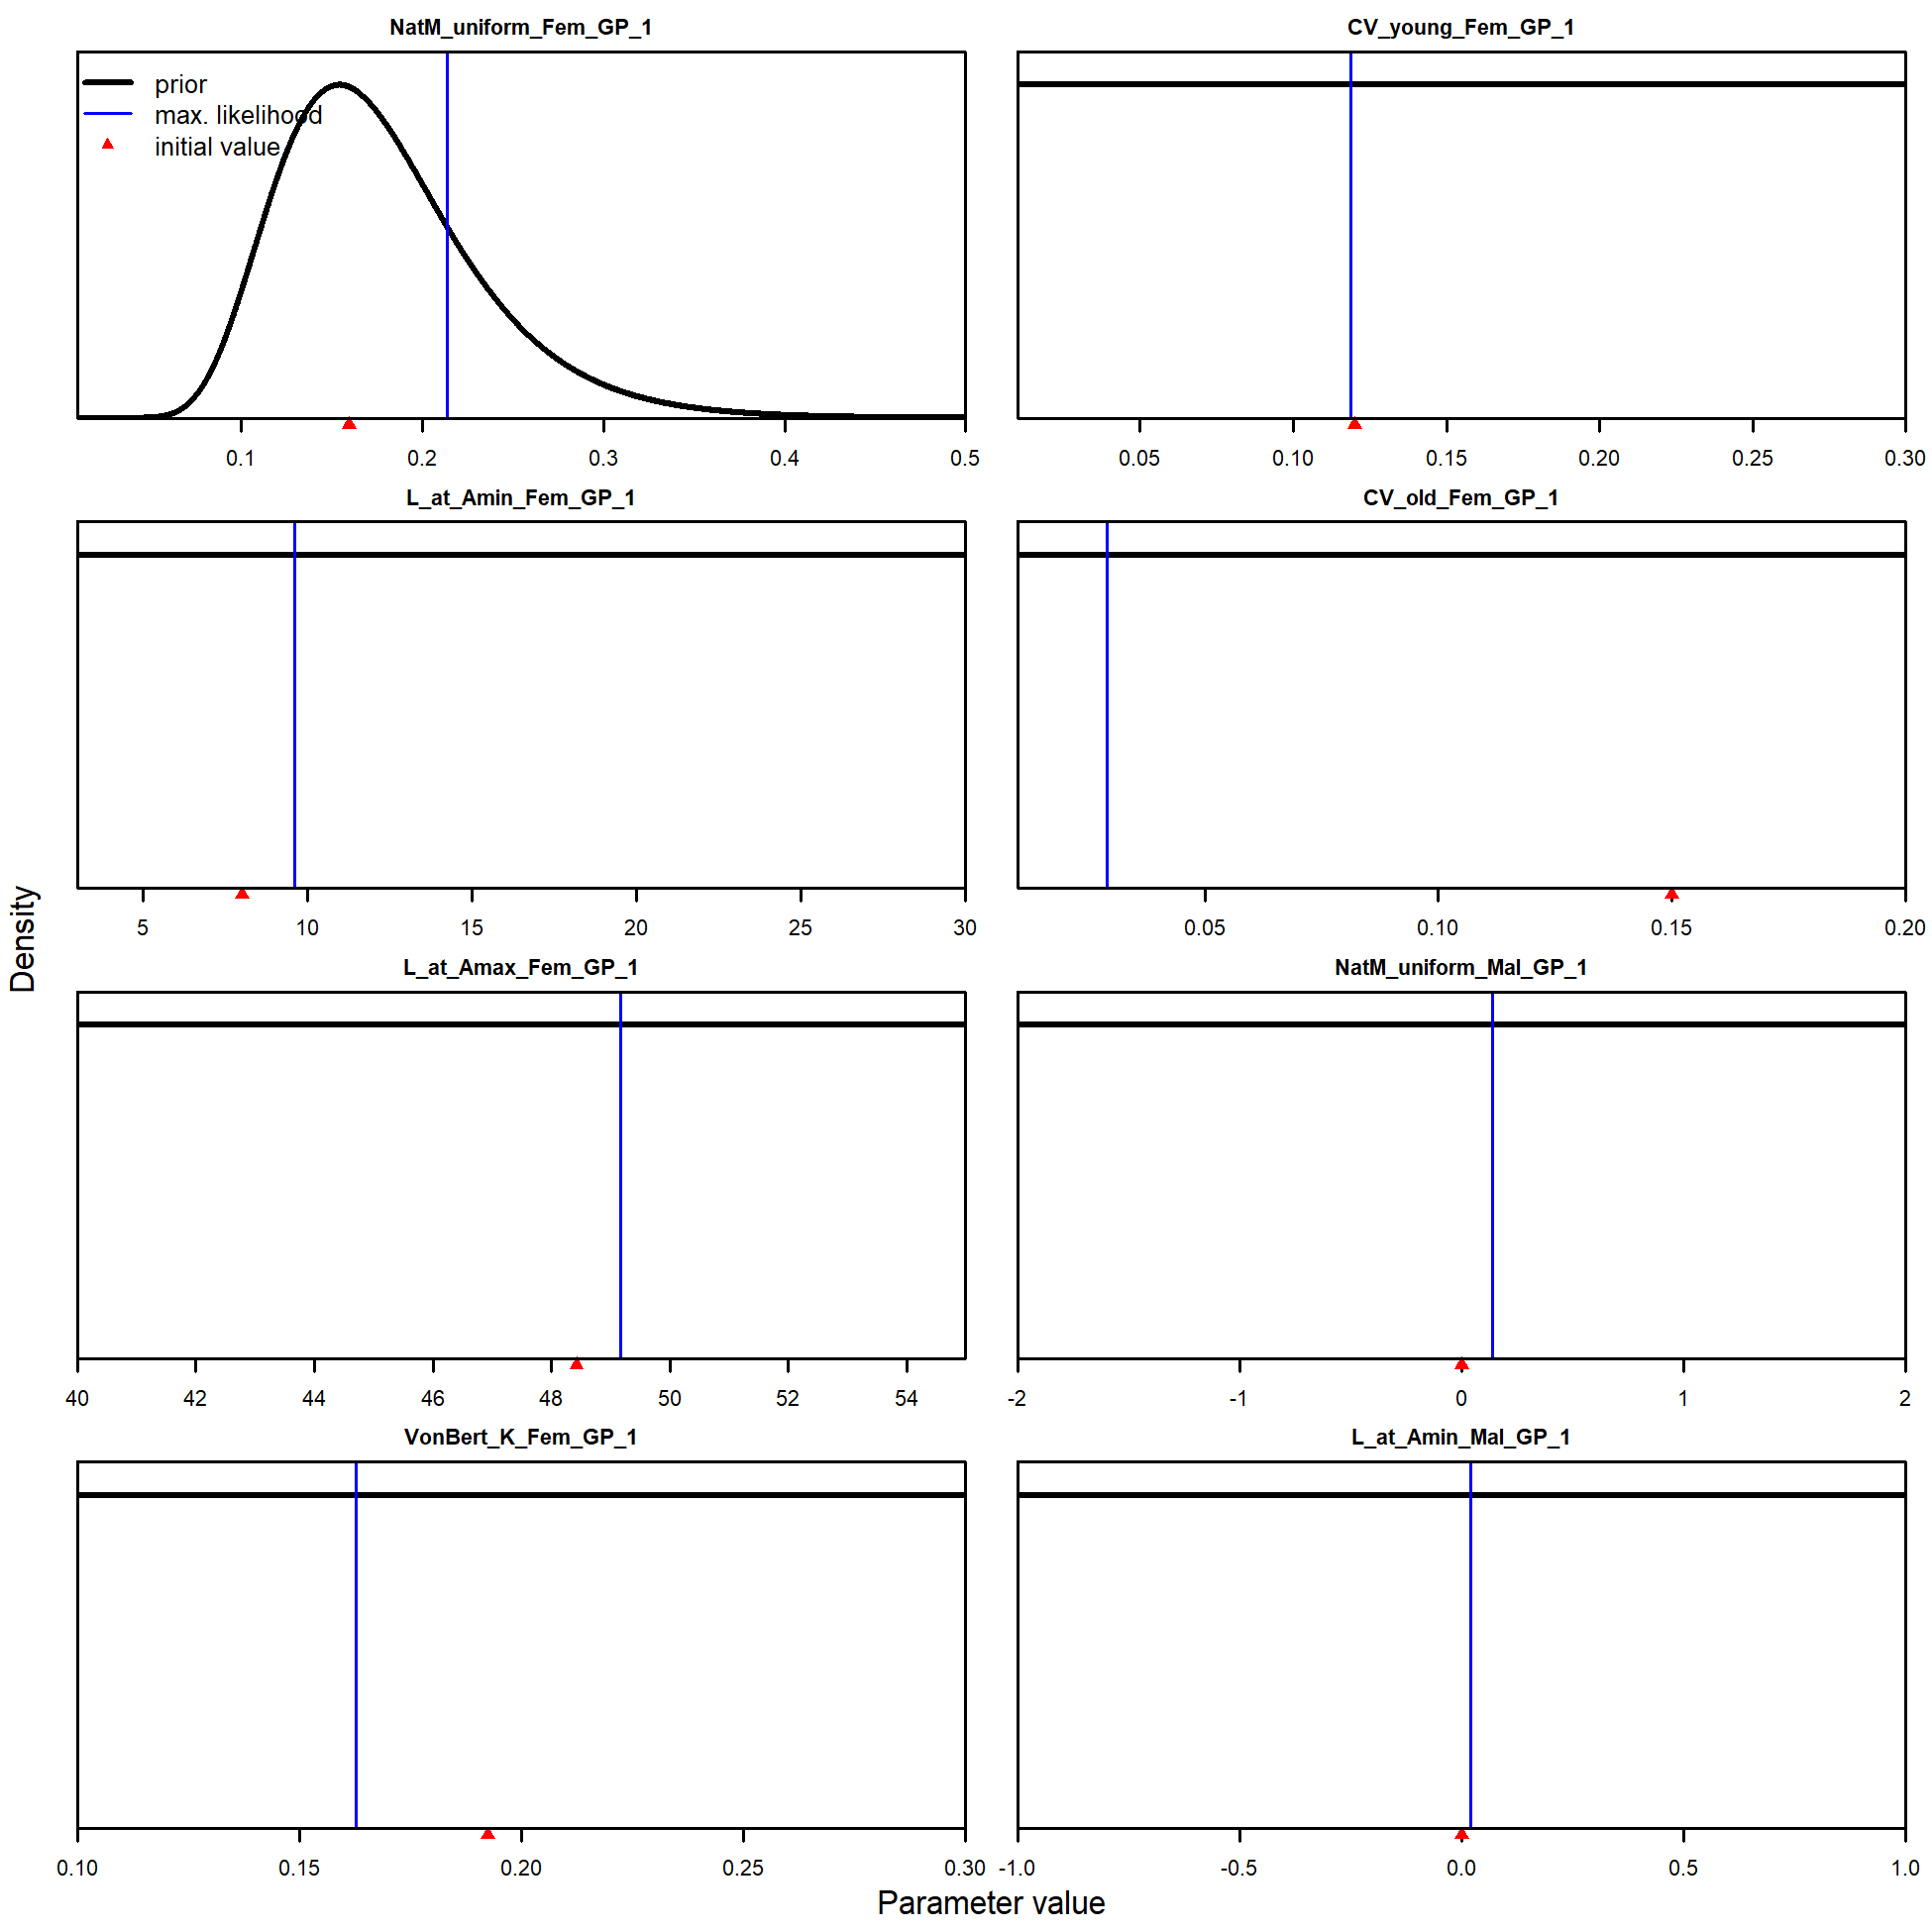 NatM_uniform_Fem_GP_1
prior
max. likelihood
initial value
0.1 0.2 0.3 0.4 0.5
CV_young_Fem_GP_1
0.05 0.10 0.15 0.20 0.25 0.30
L_at_Amin_Fem_GP_1
5 10 15 20 25 30
CV_old_Fem_GP_1
0.05 0.10 0.15 0.20
L_at_Amax_Fem_GP_1
40 42 44 46 48 50 52 54
NatM_uniform_Mal_GP_1
-2 -1 0 1 2
VonBert_K_Fem_GP_1
0.10 0.15 0.20 0.25 0.30
L_at_Amin_Mal_GP_1
-1.0 -0.5 0.0 0.5 1.0
Density
Parameter value